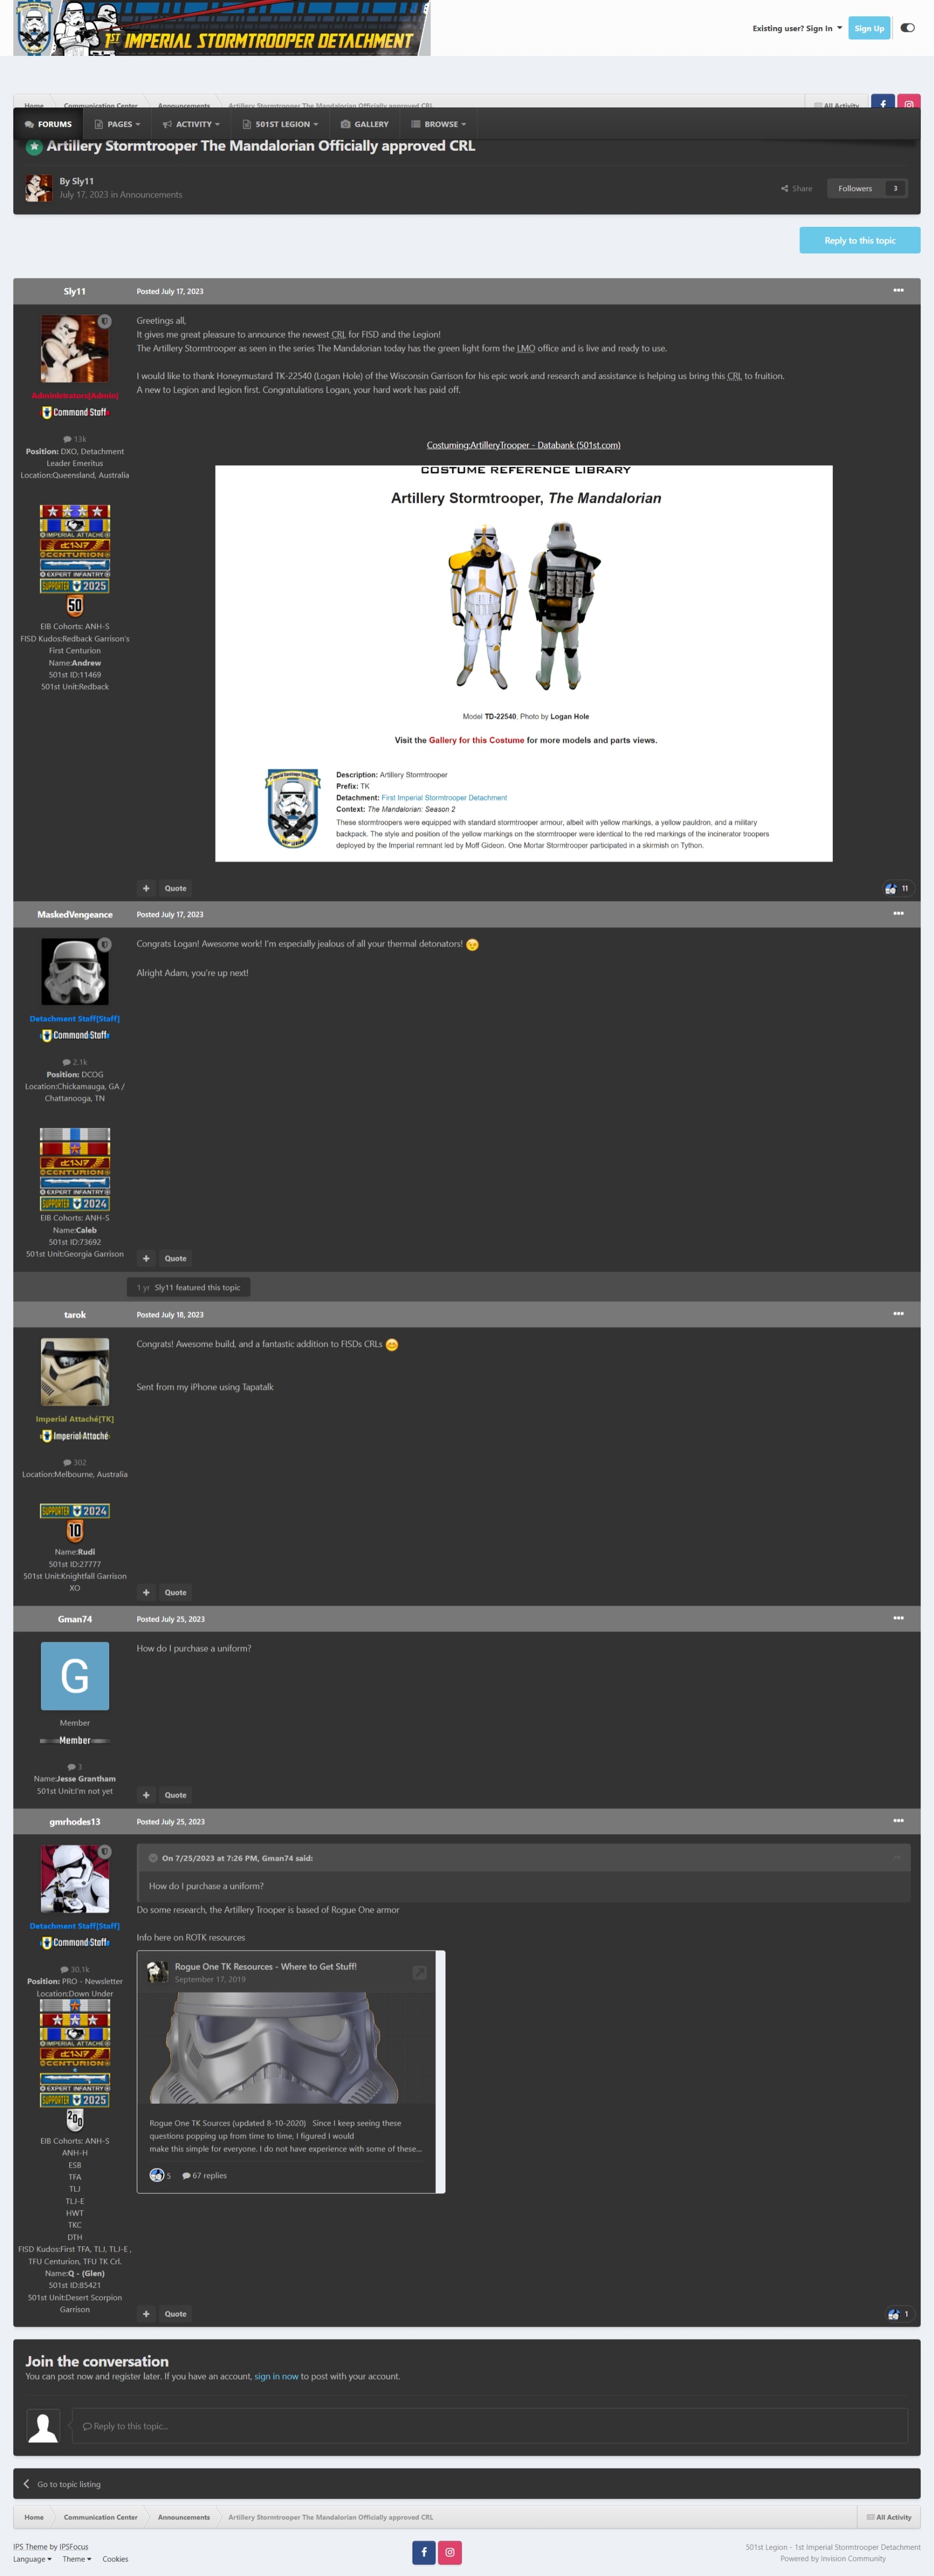 1ST IMPERIAL STORMTROOPER DETACHMENT
Existing user? Sign In
Sign Up
Home
Communication Center
Announcements
Artillery Stormtrooper The Mandalorian Officially approved CRL
All Activity
FORUMS
PAGES
ACTIVITY
501ST LEGION
GALLERY
BROWSE
Artillery Stormtrooper The Mandalorian Officially approved CRL
By Sly11
July 17, 2023 in Announcements
Share
Followers 3
Reply to this topic
Sly11
Posted July 17, 2023
Administrators[Admin]
Command Staff
13k
Position: DXO, Detachment
Leader Emeritus
Location:Queensland, Australia
IMPERIAL ATTACHÉ
CENTURION
EXPERT INFANTRY
SUPPORTER 2025
50
EIB Cohorts: ANH-S
FISD Kudos:Redback Garrison's
First Centurion
Name:Andrew
501st ID:11469
501st Unit:Redback
Greetings all,
It gives me great pleasure to announce the newest CRL for FISD and the Legion!
The Artillery Stormtrooper as seen in the series The Mandalorian today has the green light form the LMO office and is live and ready to use.
I would like to thank Honeymustard TK-22540 (Logan Hole) of the Wisconsin Garrison for his epic work and research and assistance is helping us bring this CRL to fruition.
A new to Legion and legion first. Congratulations Logan, your hard work has paid off.
Costuming:ArtilleryTrooper - Databank (501st.com)
COSTUME REFERENCE LIBRARY
Artillery Stormtrooper, The Mandalorian
Model TD-22540, Photo by Logan Hole
Visit the Gallery for this Costume for more models and parts views.
Description: Artillery Stormtrooper
Prefix: TK
Detachment: First Imperial Stormtrooper Detachment
Context: The Mandalorian: Season 2
These stormtroopers were equipped with standard stormtrooper armour, albeit with yellow markings, a yellow pauldron, and a military
backpack. The style and position of the yellow markings on the stormtrooper were identical to the red markings of the incinerator troopers
deployed by the Imperial remnant led by Moff Gideon. One Mortar Stormtrooper participated in a skirmish on Tython.
+ Quote
11
MaskedVengeance
Posted July 17, 2023
Detachment Staff[Staff]
Command Staff
2.1k
Position: DCOG
Location:Chickamauga, GA /
Chattanooga, TN
CENTURION
EXPERT INFANTRY
SUPPORTER 2024
EIB Cohorts: ANH-S
Name:Caleb
501st ID:73692
501st Unit:Georgia Garrison
Congrats Logan! Awesome work! I'm especially jealous of all your thermal detonators!
Alright Adam, you're up next!
+ Quote
1 yr Sly11 featured this topic
tarok
Posted July 18, 2023
Imperial Attaché[TK]
Imperial Attaché
302
Location:Melbourne, Australia
SUPPORTER 2024
10
Name:Rudi
501st ID:27777
501st Unit:Knightfall Garrison
XO
Congrats! Awesome build, and a fantastic addition to FISDs CRLs
Sent from my iPhone using Tapatalk
+ Quote
Gman74
Posted July 25, 2023
G
Member
Member
3
Name:Jesse Grantham
501st Unit:I'm not yet
How do I purchase a uniform?
+ Quote
gmrhodes13
Posted July 25, 2023
Detachment Staff[Staff]
Command Staff
30.1k
Position: PRO - Newsletter
Location:Down Under
IMPERIAL ATTACHÉ
CENTURION
EXPERT INFANTRY
SUPPORTER 2025
200
EIB Cohorts: ANH-S
ANH-H
ESB
TFA
TLJ
TLJ-E
HWT
TKC
DTH
FISD Kudos:First TFA, TLJ, TLJ-E ,
TFU Centurion, TFU TK Crl.
Name:Q - (Glen)
501st ID:85421
501st Unit:Desert Scorpion
Garrison
On 7/25/2023 at 7:26 PM, Gman74 said:
How do I purchase a uniform?
Do some research, the Artillery Trooper is based of Rogue One armor
Info here on ROTK resources
Rogue One TK Resources - Where to Get Stuff!
September 17, 2019
Rogue One TK Sources (updated 8-10-2020) Since I keep seeing these
questions popping up from time to time, I figured I would
make this simple for everyone. I do not have experience with some of these...
5 67 replies
+ Quote
1
Join the conversation
You can post now and register later. If you have an account, sign in now to post with your account.
Reply to this topic...
Go to topic listing
Home
Communication Center
Announcements
Artillery Stormtrooper The Mandalorian Officially approved CRL
All Activity
IPS Theme by IPSFocus
Language
Theme
Cookies
501st Legion - 1st Imperial Stormtrooper Detachment
Powered by Invision Community